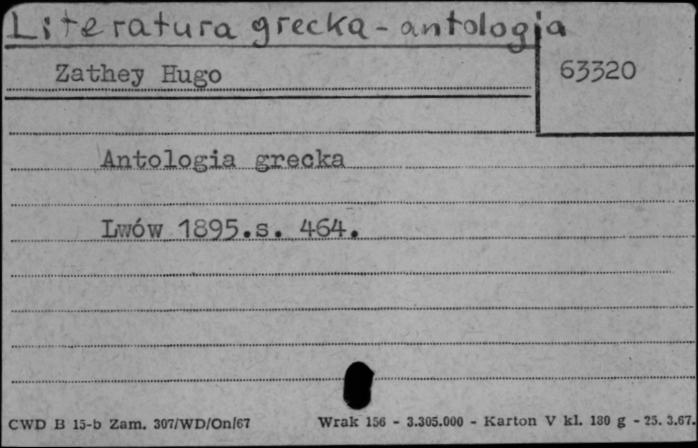 Literatura grecka - antologia
Zathey Hugo
63320
Antologia grecka
Lwów 1895.s. 464.
CWD B 15-b Zam. 307/WD/On/67 Wrak 156 - 3.305.000 - Karton V kl. 180 g - 25.3.67.